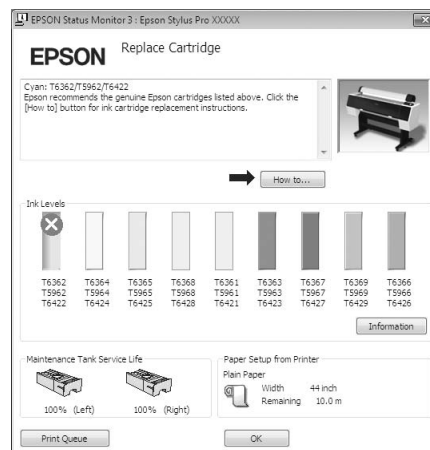 EPSON Status Monitor 3 : Epson Stylus Pro XXXXX
EPSON
Replace Cartridge
Cyan: T6362/T5962/T6422
Epson recommends the genuine Epson cartridges listed above. Click the
[How to] button for ink cartridge replacement instructions.
How to...
Ink Levels
T6362 T6364 T6365 T6368 T6361 T6363 T6367 T6369 T6366
T5962 T5964 T5965 T5968 T5961 T5963 T5967 T5969 T5966
T6422 T6424 T6425 T6428 T6421 T6423 T6427 T6429 T6426
Information
Maintenance Tank Service Life
100% (Left) 100% (Right)
Paper Setup from Printer
Plain Paper
Width 44 inch
Remaining 10.0 m
Print Queue
OK